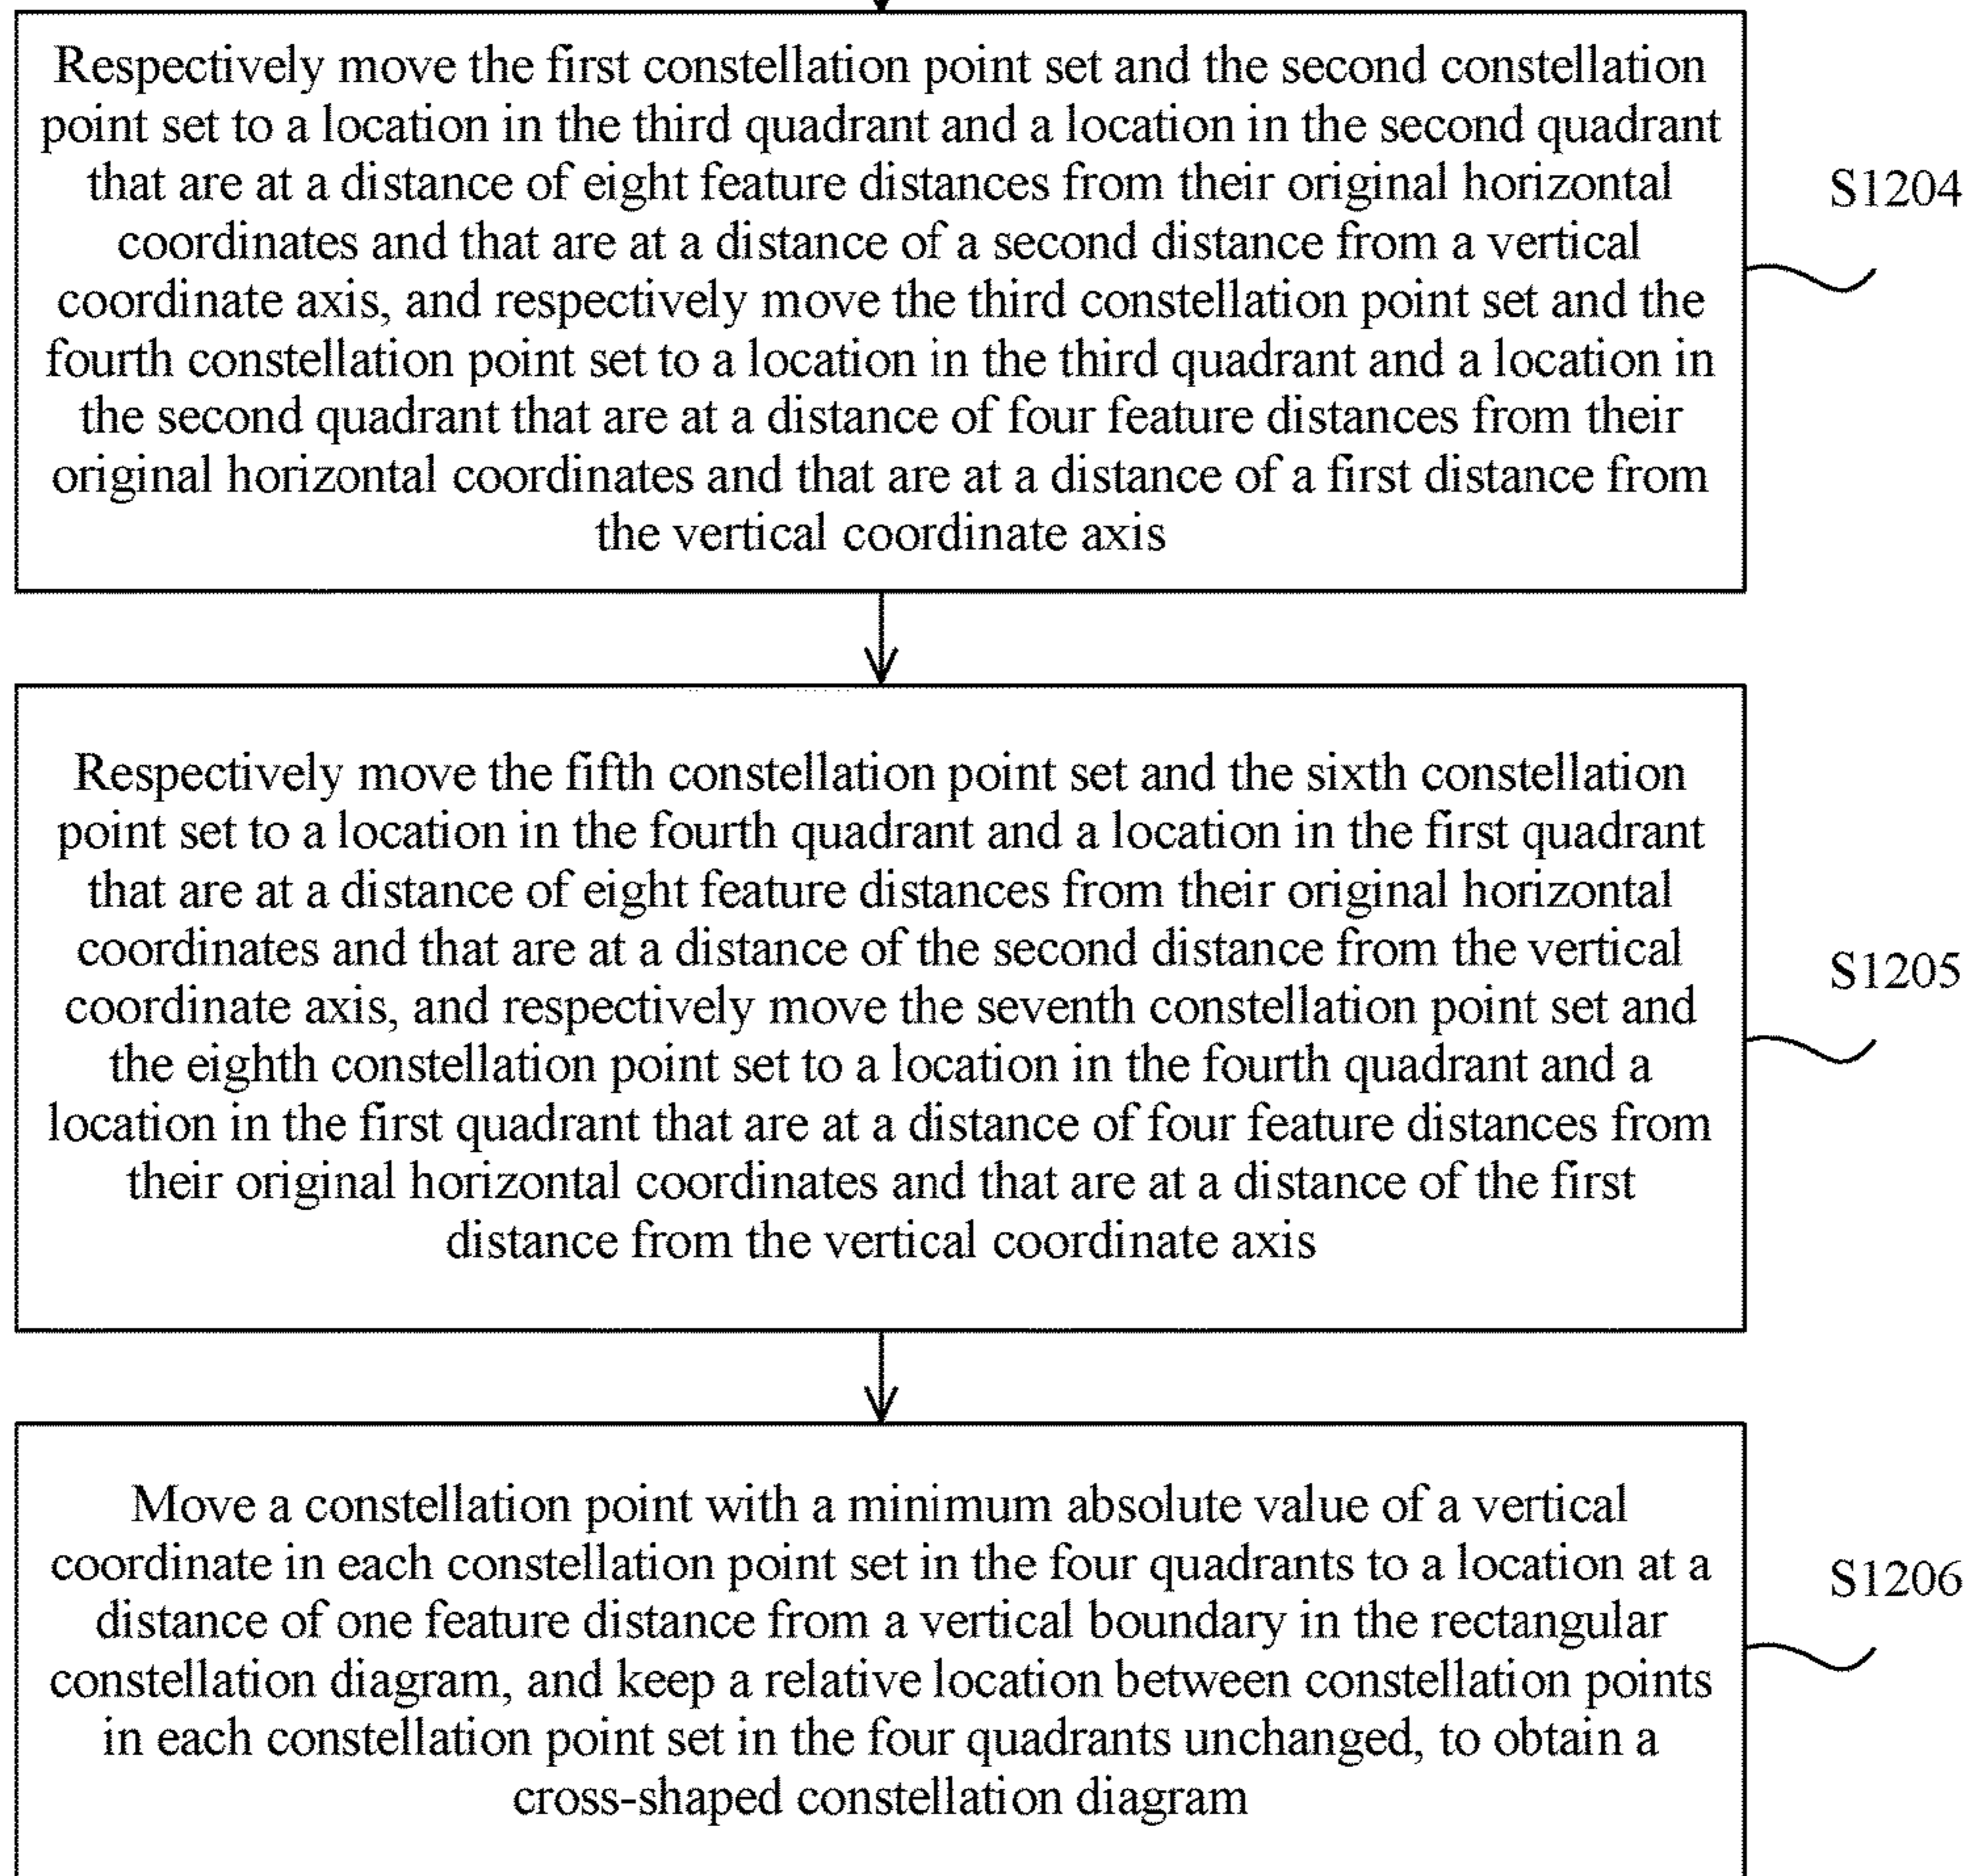 Respectively move the first constellation point set and the second constellation
point set to a location in the third quadrant and a location in the second quadrant
that are at a distance of eight feature distances from their original horizontal
coordinates and that are at a distance of a second distance from a vertical
coordinate axis, and respectively move the third constellation point set and the
fourth constellation point set to a location in the third quadrant and a location in
the second quadrant that are at a distance of four feature distances from their
original horizontal coordinates and that are at a distance of a first distance from
the vertical coordinate axis
S1204
Respectively move the fifth constellation point set and the sixth constellation
point set to a location in the fourth quadrant and a location in the first quadrant
that are at a distance of eight feature distances from their original horizontal
coordinates and that are at a distance of the second distance from the vertical
coordinate axis, and respectively move the seventh constellation point set and
the eighth constellation point set to a location in the fourth quadrant and a
location in the first quadrant that are at a distance of four feature distances from
their original horizontal coordinates and that are at a distance of the first
distance from the vertical coordinate axis
S1205
Move a constellation point with a minimum absolute value of a vertical
coordinate in each constellation point set in the four quadrants to a location at a
distance of one feature distance from a vertical boundary in the rectangular
constellation diagram, and keep a relative location between constellation points
in each constellation point set in the four quadrants unchanged, to obtain a
cross-shaped constellation diagram
S1206